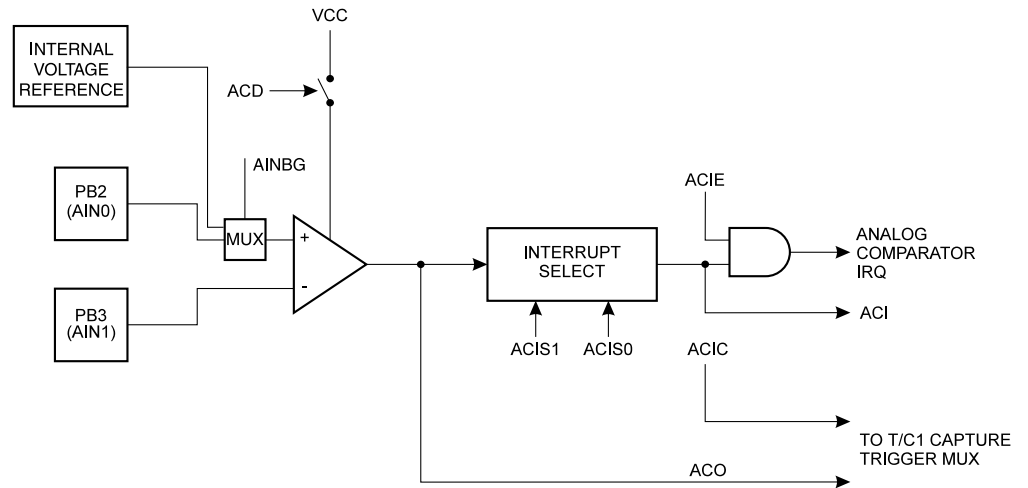 VCC
INTERNAL
VOLTAGE
REFERENCE
ACD
AINBG
PB2
(AIN0)
MUX
+
-
PB3
(AIN1)
INTERRUPT
SELECT
ACIS1
ACIS0
ACIE
ANALOG
COMPARATOR
IRQ
ACI
ACIC
TO T/C1 CAPTURE
TRIGGER MUX
ACO